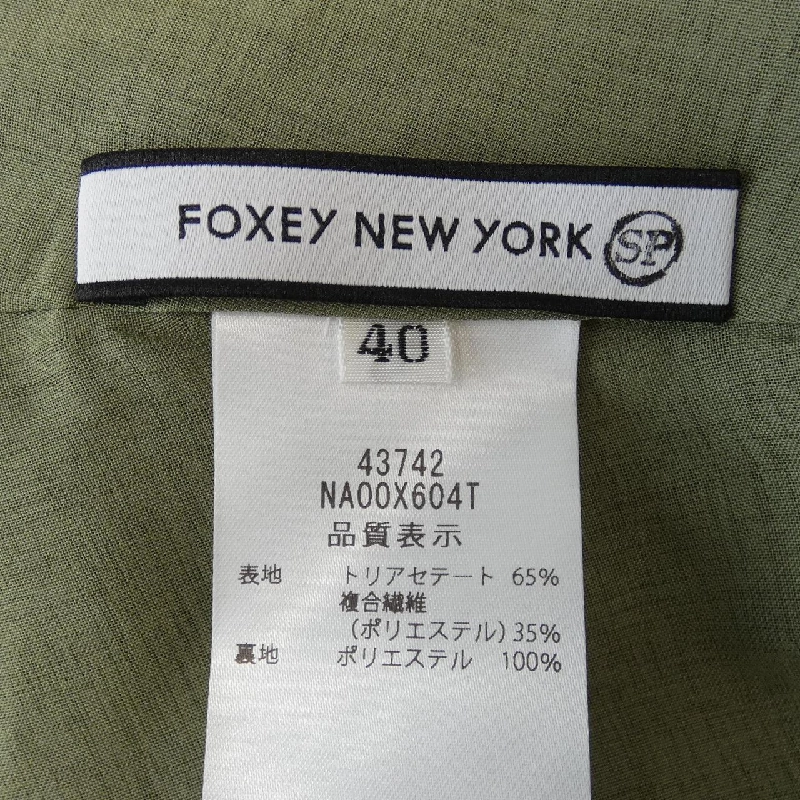 FOXEY NEW YORK SP
40
43742
NA00X604T
品質表示
表地 トリアセテート 65%
複合繊維
(ポリエステル) 35%
裏地 ポリエステル 100%